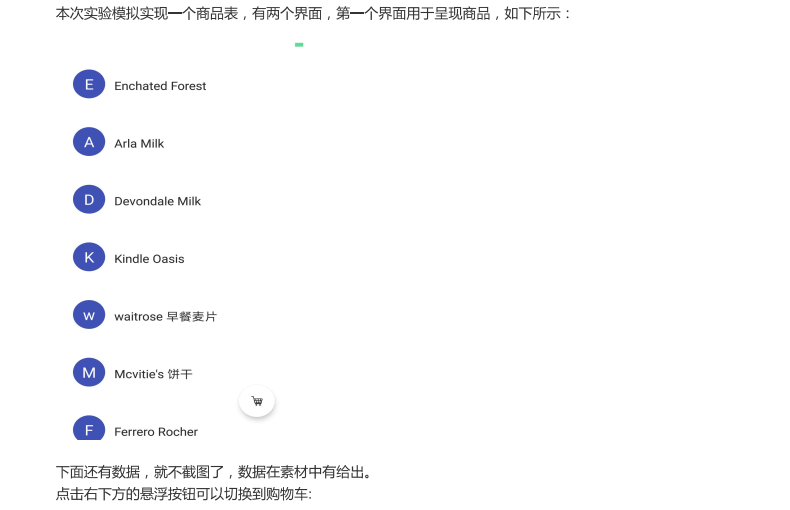 本次实验模拟实现一个商品表，有两个界面，第一个界面用于呈现商品，如下所示：
E Enchated Forest
A Arla Milk
D Devondale Milk
K Kindle Oasis
w waitrose 早餐麦片
M Mcvitie's 饼干
F Ferrero Rocher
下面还有数据，就不截图了，数据在素材中有给出。
点击右下方的悬浮按钮可以切换到购物车: